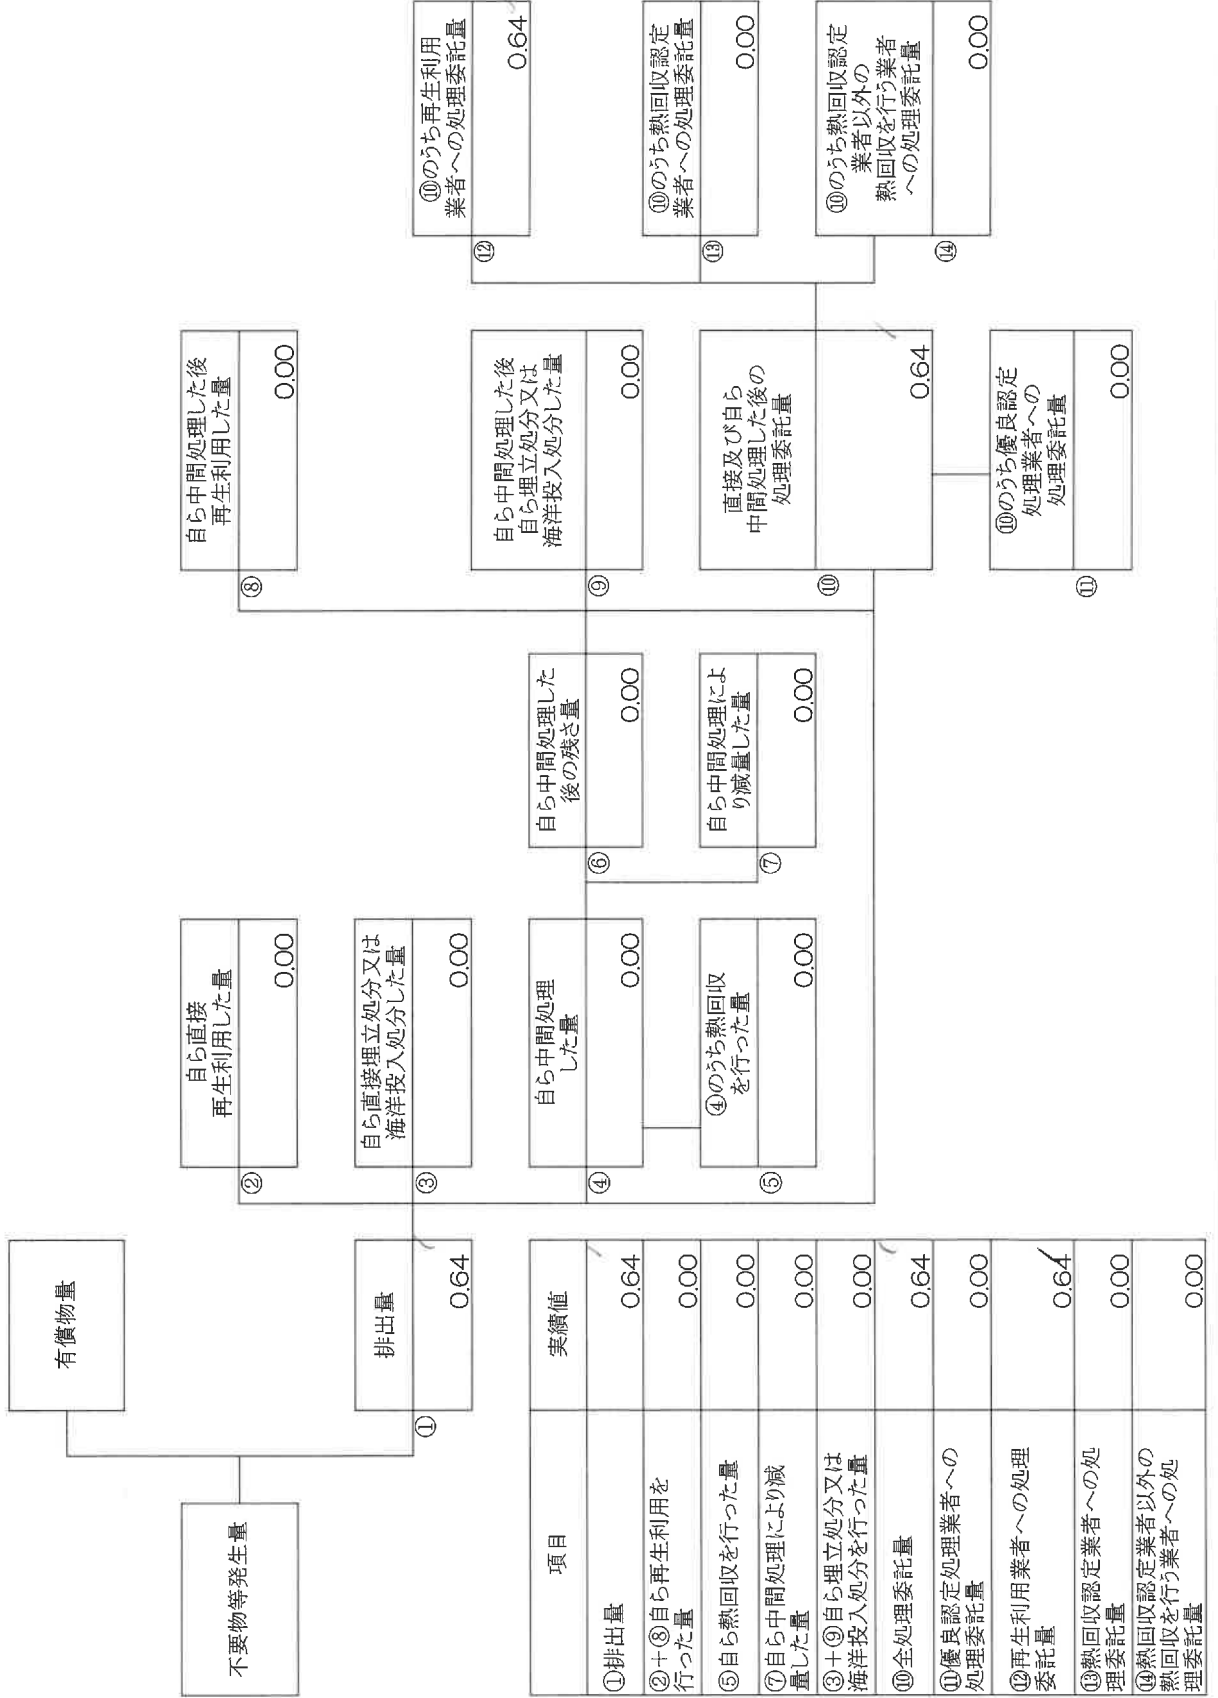 不要物等発生量
有償物量
①
排出量
0.64
②
自ら直接
再生利用した量
0.00
③
自ら直接埋立処分又は
海洋投入処分した量
0.00
④
自ら中間処理
した量
0.00
⑤
④のうち熱回収
を行った量
0.00
⑥
自ら中間処理した
後の残さ量
0.00
⑦
自ら中間処理によ
り減量した量
0.00
⑧
自ら中間処理した後
再生利用した量
0.00
⑨
自ら中間処理した後
自ら埋立処分又は
海洋投入処分した量
0.00
⑩
直接及び自ら
中間処理した後の
処理委託量
0.64
⑪
⑩のうち優良認定
処理業者への
処理委託量
0.00
⑫
⑩のうち再生利用
業者への処理委託量
0.64
⑬
⑩のうち熱回収認定
業者への処理委託量
0.00
⑭
⑩のうち熱回収認定
業者以外の
熱回収を行う業者
への処理委託量
0.00
項目 実績値
①排出量 0.64
②+⑧自ら再生利用を
行った量 0.00
⑤自ら熱回収を行った量 0.00
⑦自ら中間処理により減
量した量 0.00
③+⑨自ら埋立処分又は
海洋投入処分を行った量 0.00
⑩全処理委託量 0.64
⑪優良認定処理業者への
処理委託量 0.00
⑫再生利用業者への処理
委託量 0.64
⑬熱回収認定業者への処
理委託量 0.00
⑭熱回収認定業者以外の
熱回収を行う業者への処
理委託量 0.00